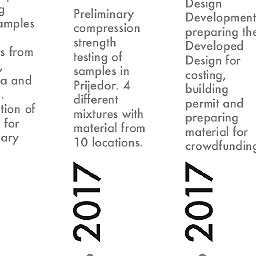 amples
s from
a and
.
tion of
for
ary
Preliminary
compression
strength
testing of
samples in
Prijedor. 4
different
mixtures with
material from
10 locations.
2017
Design
Development
preparing the
Developed
Design for
costing,
building
permit and
preparing
material for
crowdfunding
2017